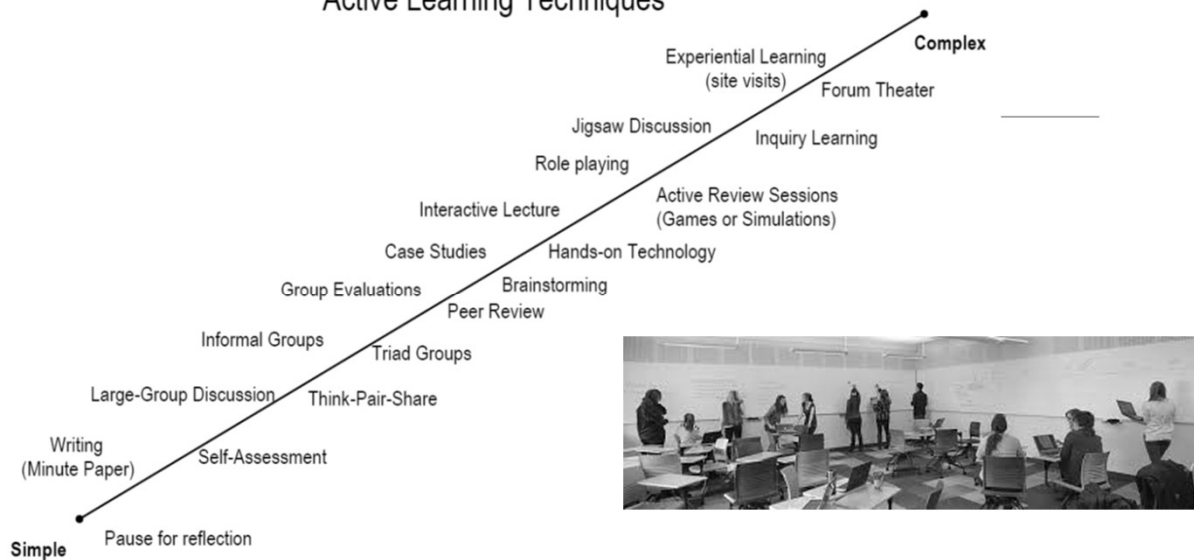 Active Learning Techniques
Complex
Experiential Learning
(site visits)
Forum Theater
Jigsaw Discussion
Inquiry Learning
Role playing
Active Review Sessions
(Games or Simulations)
Interactive Lecture
Case Studies
Hands-on Technology
Brainstorming
Group Evaluations
Peer Review
Informal Groups
Triad Groups
Large-Group Discussion
Think-Pair-Share
Writing
(Minute Paper)
Self-Assessment
Pause for reflection
Simple